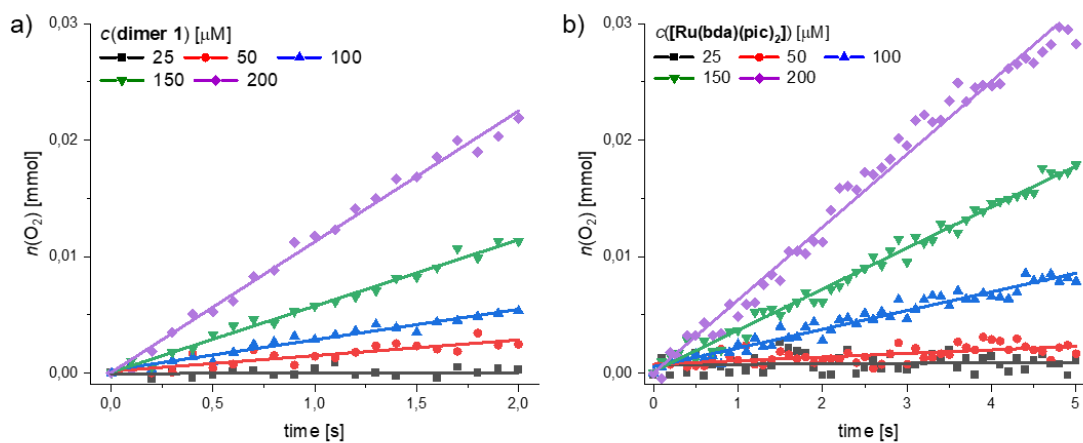 a)
c(dimer 1) [µM]
25 50 100
150 200
0,03
0,02
0,01
0,00
n(O₂) [mmol]
0,0 0,5 1,0 1,5 2,0
time [s]
b)
c([Ru(bda)(pic)₂]) [µM]
25 50 100
150 200
0,03
0,02
0,01
0,00
n(O₂) [mmol]
0 1 2 3 4 5
time [s]